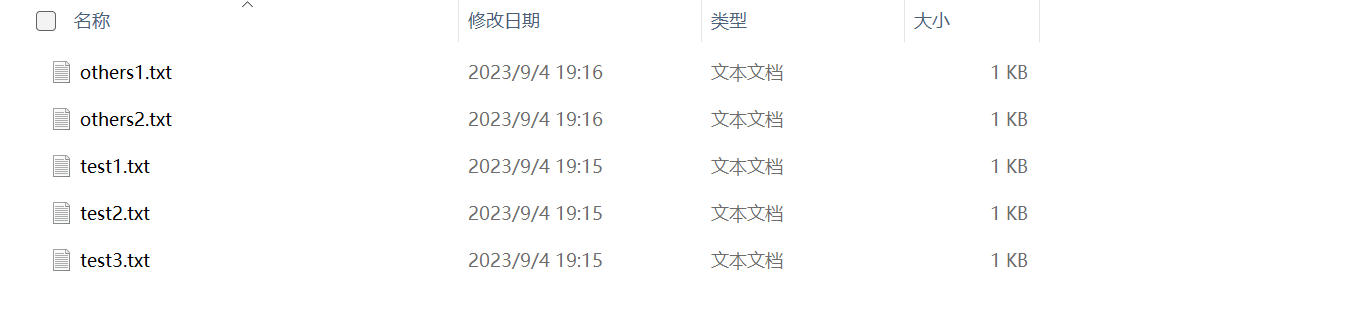 名称 修改日期 类型 大小
others1.txt 2023/9/4 19:16 文本文档 1 KB
others2.txt 2023/9/4 19:16 文本文档 1 KB
test1.txt 2023/9/4 19:15 文本文档 1 KB
test2.txt 2023/9/4 19:15 文本文档 1 KB
test3.txt 2023/9/4 19:15 文本文档 1 KB